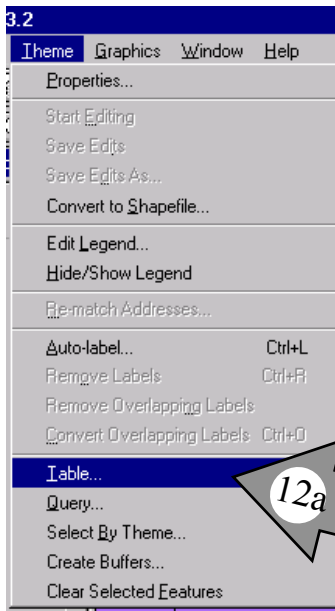 3.2
Theme Graphics Window Help
Properties...
Start Editing
Save Edits
Save Edits As...
Convert to Shapefile...
Edit Legend...
Hide/Show Legend
Re-match Addresses...
Auto-label... Ctrl+L
Remove Labels Ctrl+R
Remove Overlapping Labels
Convert Overlapping Labels Ctrl+O
Table...
12a
Query...
Select By Theme...
Create Buffers...
Clear Selected Features